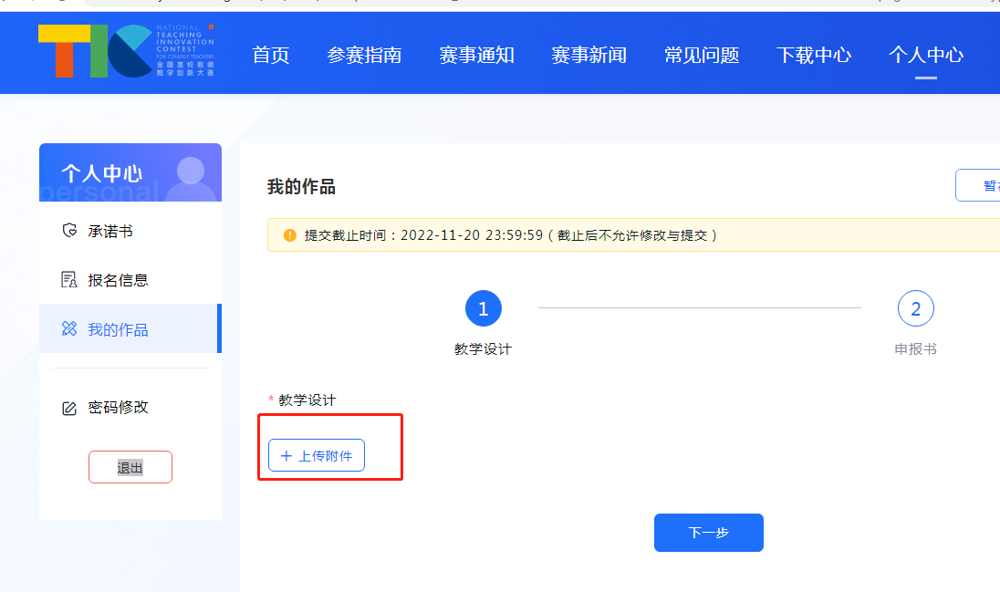 NATIONAL
TEACHING
INNOVATION
CONTEST
FOR COLLEGE TEACHERS
全国高校教师
教学创新大赛
首页 参赛指南 赛事通知 赛事新闻 常见问题 下载中心 个人中心
个人中心
personal
承诺书
报名信息
我的作品
密码修改
退出
我的作品
暂存
提交截止时间：2022-11-20 23:59:59（截止后不允许修改与提交）
1
2
教学设计
申报书
* 教学设计
+ 上传附件
下一步